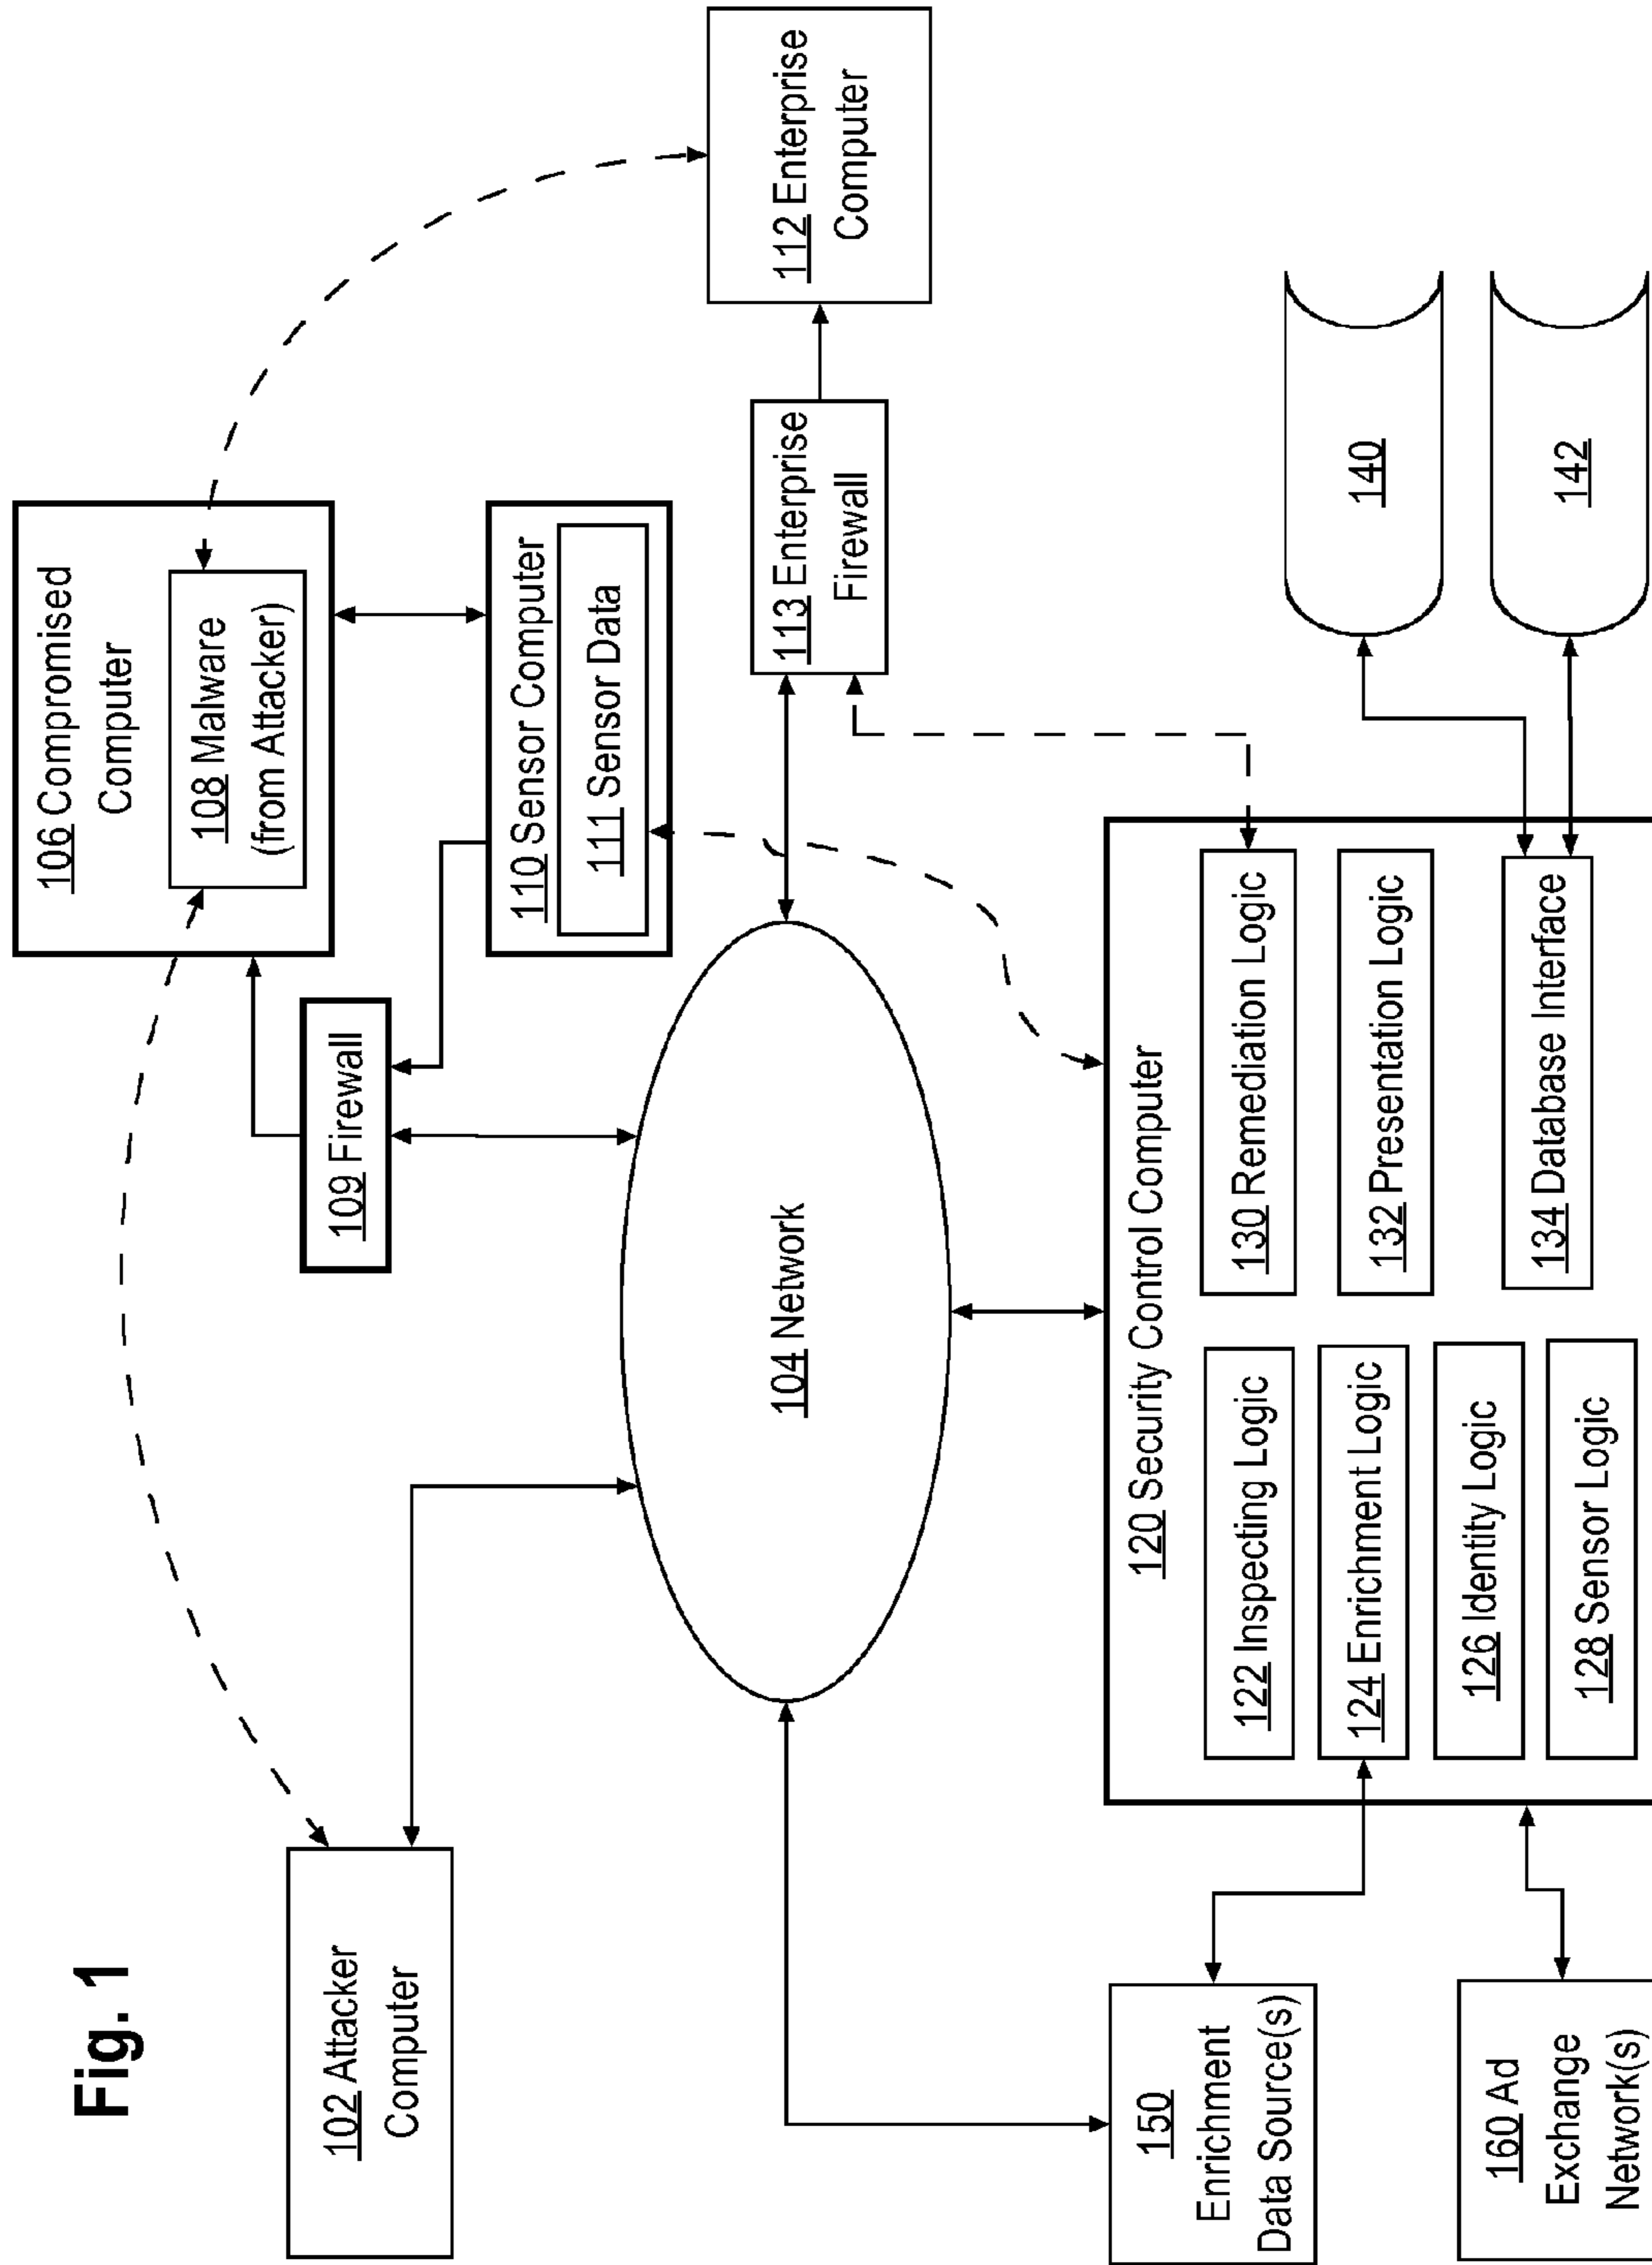 Fig. 1
102 Attacker
Computer
106 Compromised
Computer
108 Malware
(from Attacker)
109 Firewall
110 Sensor Computer
111 Sensor Data
104 Network
113 Enterprise
Firewall
112 Enterprise
Computer
150
Enrichment
Data Source(s)
160 Ad
Exchange
Network(s)
120 Security Control Computer
122 Inspecting Logic
124 Enrichment Logic
126 Identity Logic
128 Sensor Logic
130 Remediation Logic
132 Presentation Logic
134 Database Interface
140
142